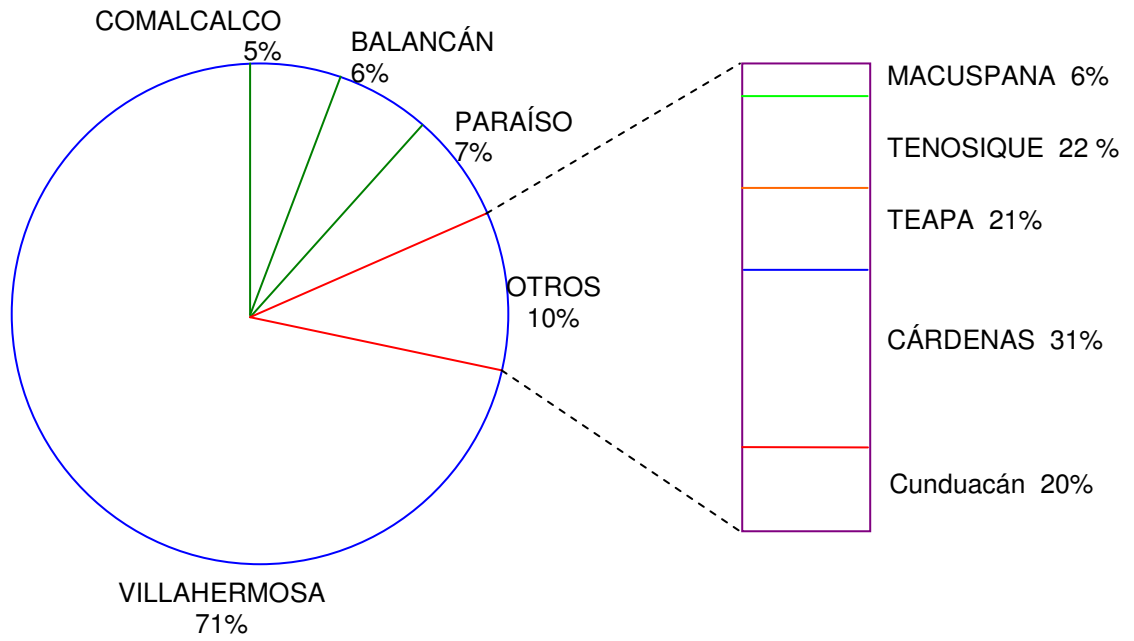 COMALCALCO
5%
BALANCÁN
6%
PARAÍSO
7%
OTROS
10%
VILLAHERMOSA
71%
MACUSPANA 6%
TENOSIQUE 22 %
TEAPA 21%
CÁRDENAS 31%
Cunduacán 20%